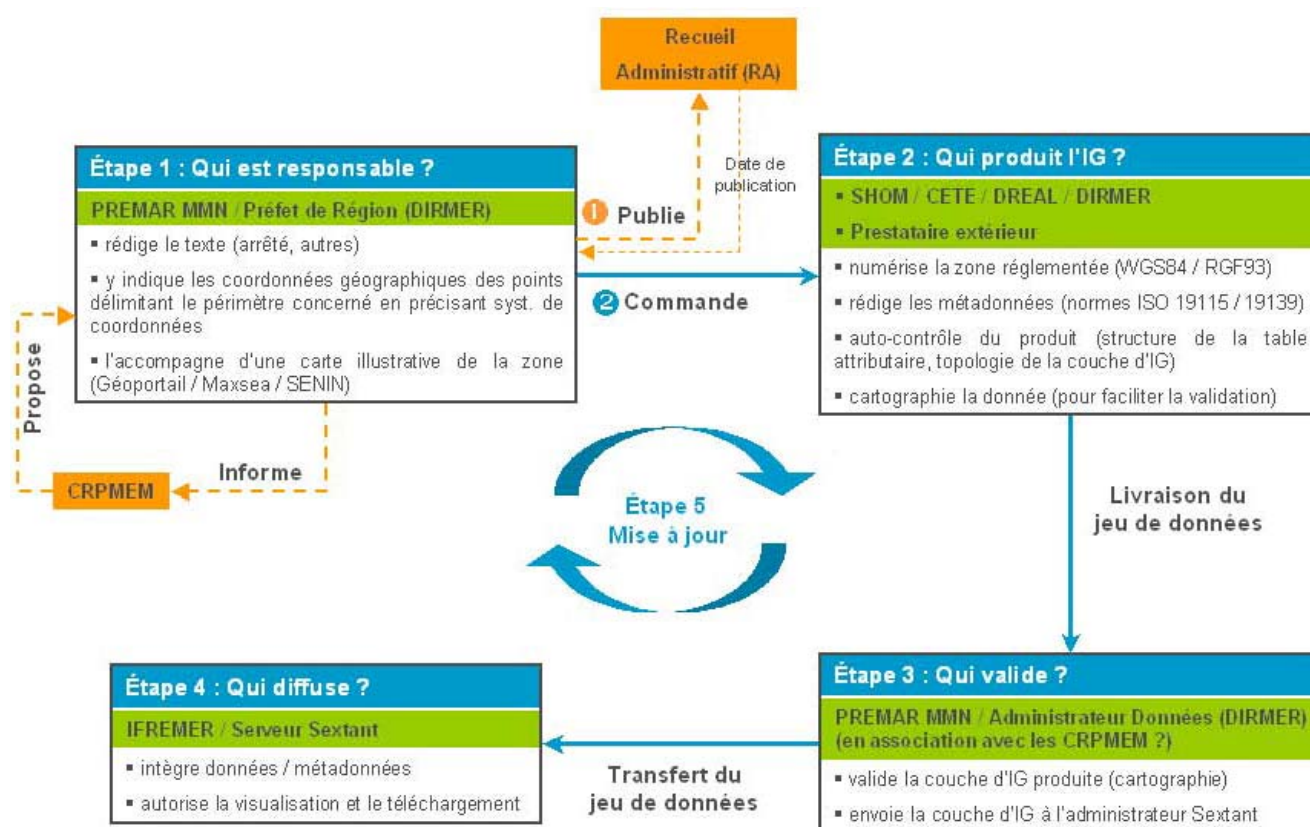 Recueil
Administratif (RA)
Étape 1 : Qui est responsable ?
PREMAR MMN / Préfet de Région (DIRMER)
▪ rédige le texte (arrêté, autres)
▪ y indique les coordonnées géographiques des points
délimitant le périmètre concerné en précisant syst. de
coordonnées
▪ l'accompagne d'une carte illustrative de la zone
(Géoportail / Maxsea / SENIN)
1 Publie
Date de
publication
2 Commande
Étape 2 : Qui produit l'IG ?
▪ SHOM / CETE / DREAL / DIRMER
▪ Prestataire extérieur
▪ numérise la zone réglementée (WGS84 / RGF93)
▪ rédige les métadonnées (normes ISO 19115 / 19139)
▪ auto-contrôle du produit (structure de la table
attributaire, topologie de la couche d'IG)
▪ cartographie la donnée (pour faciliter la validation)
Propose
Informe
CRPMEM
Étape 5
Mise à jour
Livraison du
jeu de données
Étape 3 : Qui valide ?
PREMAR MMN / Administrateur Données (DIRMER)
(en association avec les CRPMEM ?)
▪ valide la couche d'IG produite (cartographie)
▪ envoie la couche d'IG à l'administrateur Sextant
Transfert du
jeu de données
Étape 4 : Qui diffuse ?
IFREMER / Serveur Sextant
▪ intègre données / métadonnées
▪ autorise la visualisation et le téléchargement